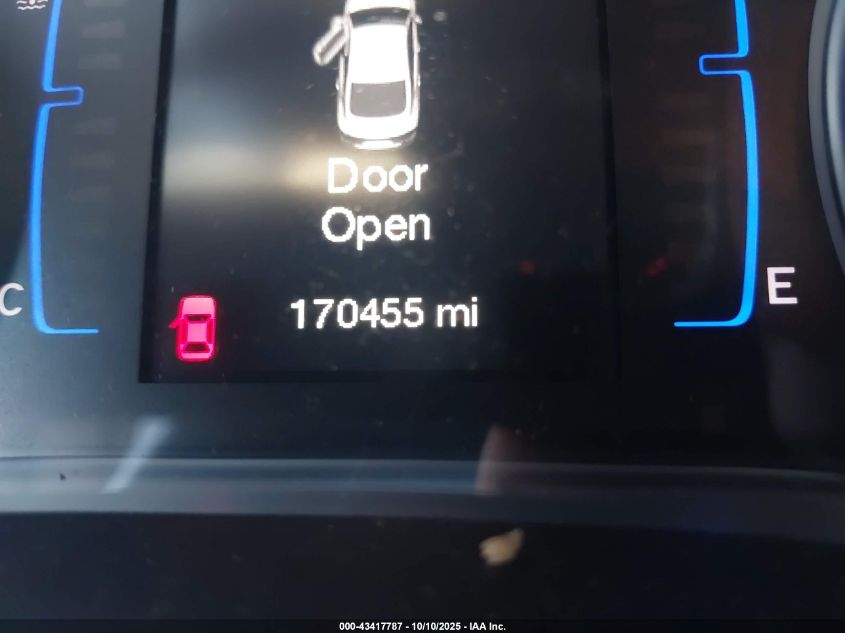 Door
Open
170455 mi
C
E
000-43417787 - 10/10/2025 - IAA Inc.